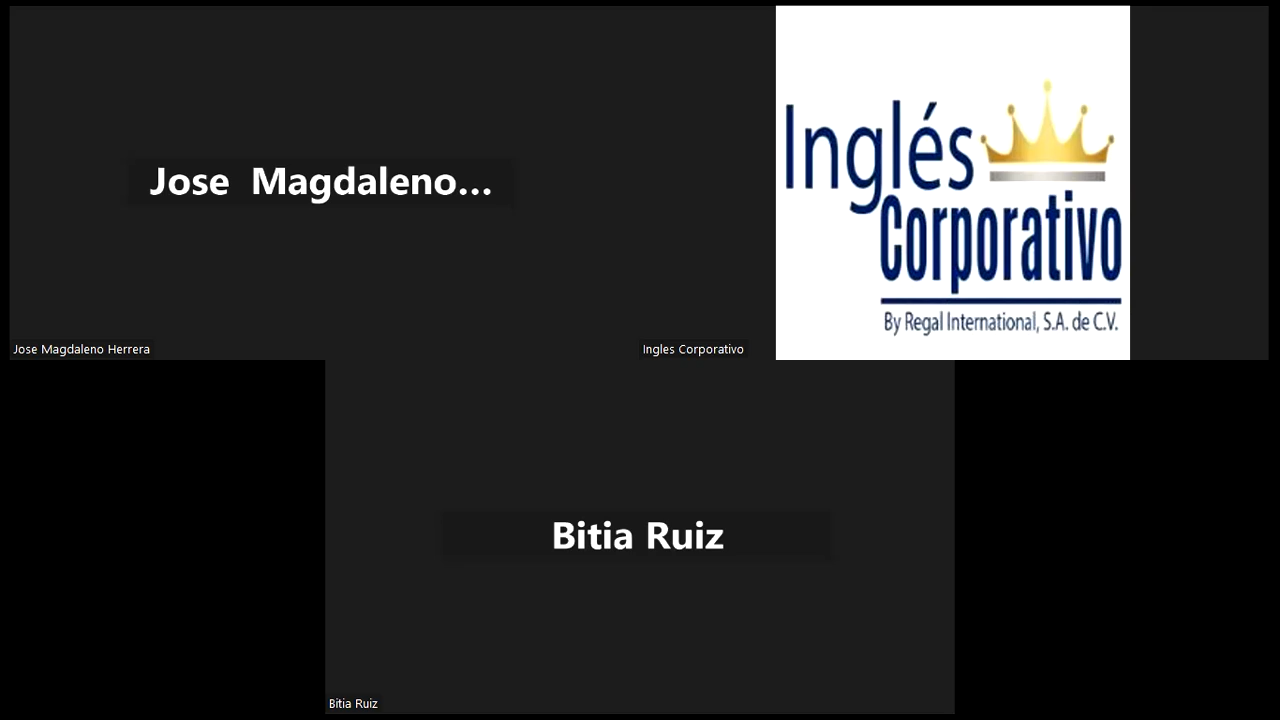 Jose  Magdaleno...
Jose Magdaleno Herrera
Inglés
Corporativo
By Regal International, S.A. de C.V.
Ingles Corporativo
Bitia Ruiz
Bitia Ruiz